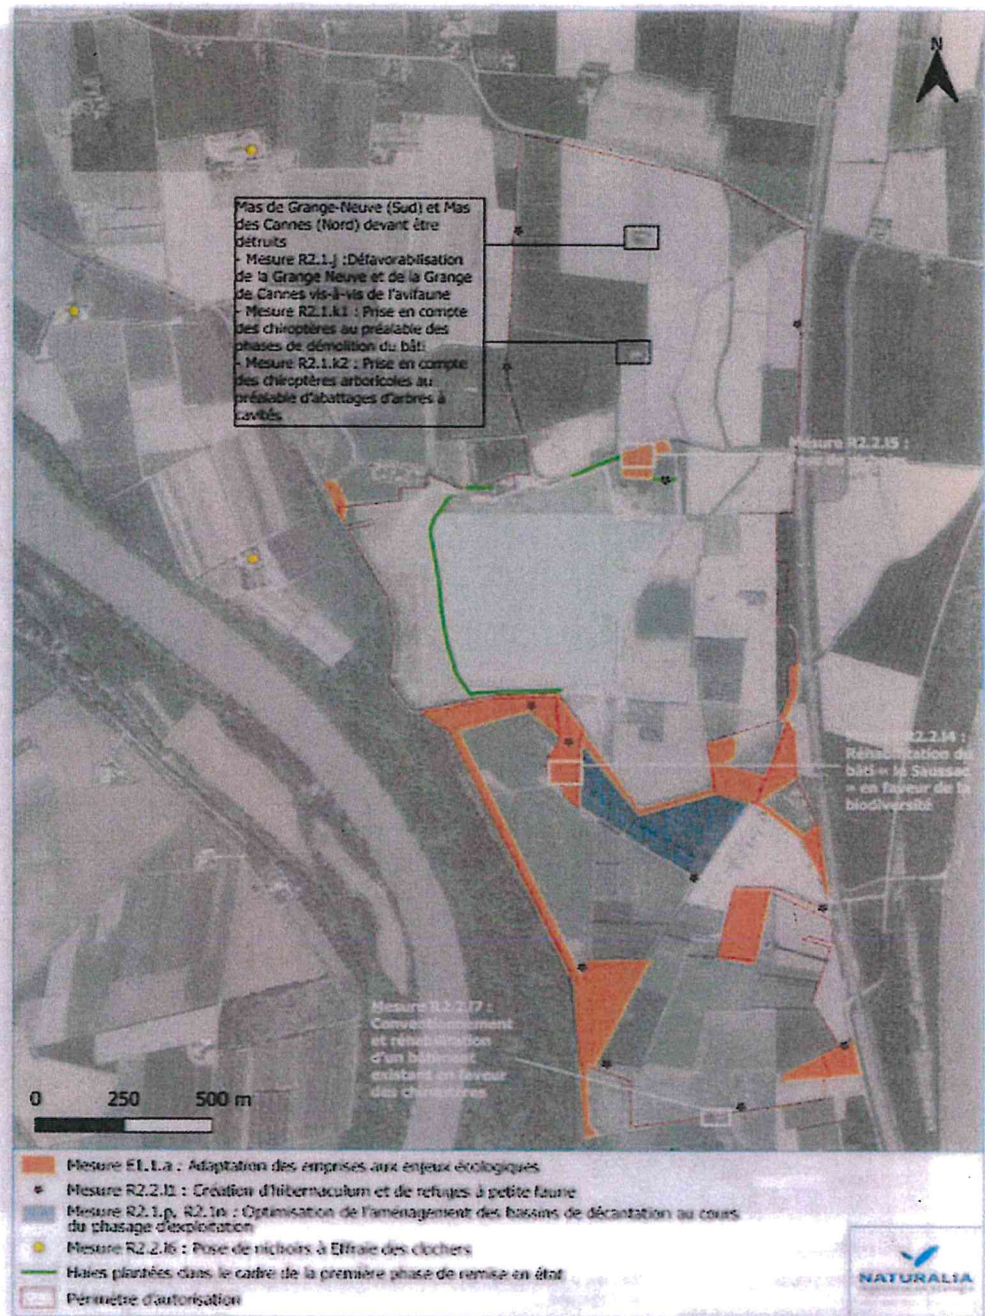 N
Mas de Grange-Neuve (Sud) et Mas
des Cannes (Nord) devant être
détruits
- Mesure R2.1.j :Défavorabilisation
de la Grange Neuve et de la Grange
de Cannes vis-à-vis de l'avifaune
- Mesure R2.1.k1 : Prise en compte
des chiroptères au préalable des
phases de démolition du bâti
- Mesure R2.1.k2 : Prise en compte
des chiroptères arboricoles au
préalable d'abattages d'arbres à
cavités
Mesure R2.2.l5 :
R2.2.l4 :
Réhabilitation du
bâti « le Saussac
» en faveur de la
biodiversité
Mesure R2.2.l7 :
Conventionnement
et réhabilitation
d'un bâtiment
existant en faveur
des chiroptères
0 250 500 m
Mesure E1.1.a : Adaptation des emprises aux enjeux écologiques
Mesure R2.2.l1 : Création d'hibernaculum et de refuges à petite faune
Mesure R2.1.p, R2.1n : Optimisation de l'aménagement des bassins de décantation au cours
du phasage d'exploitation
Mesure R2.2.l6 : Pose de nichoirs à Effraie des clochers
Haies plantées dans le cadre de la première phase de remise en état
Périmètre d'autorisation
NATURALIA